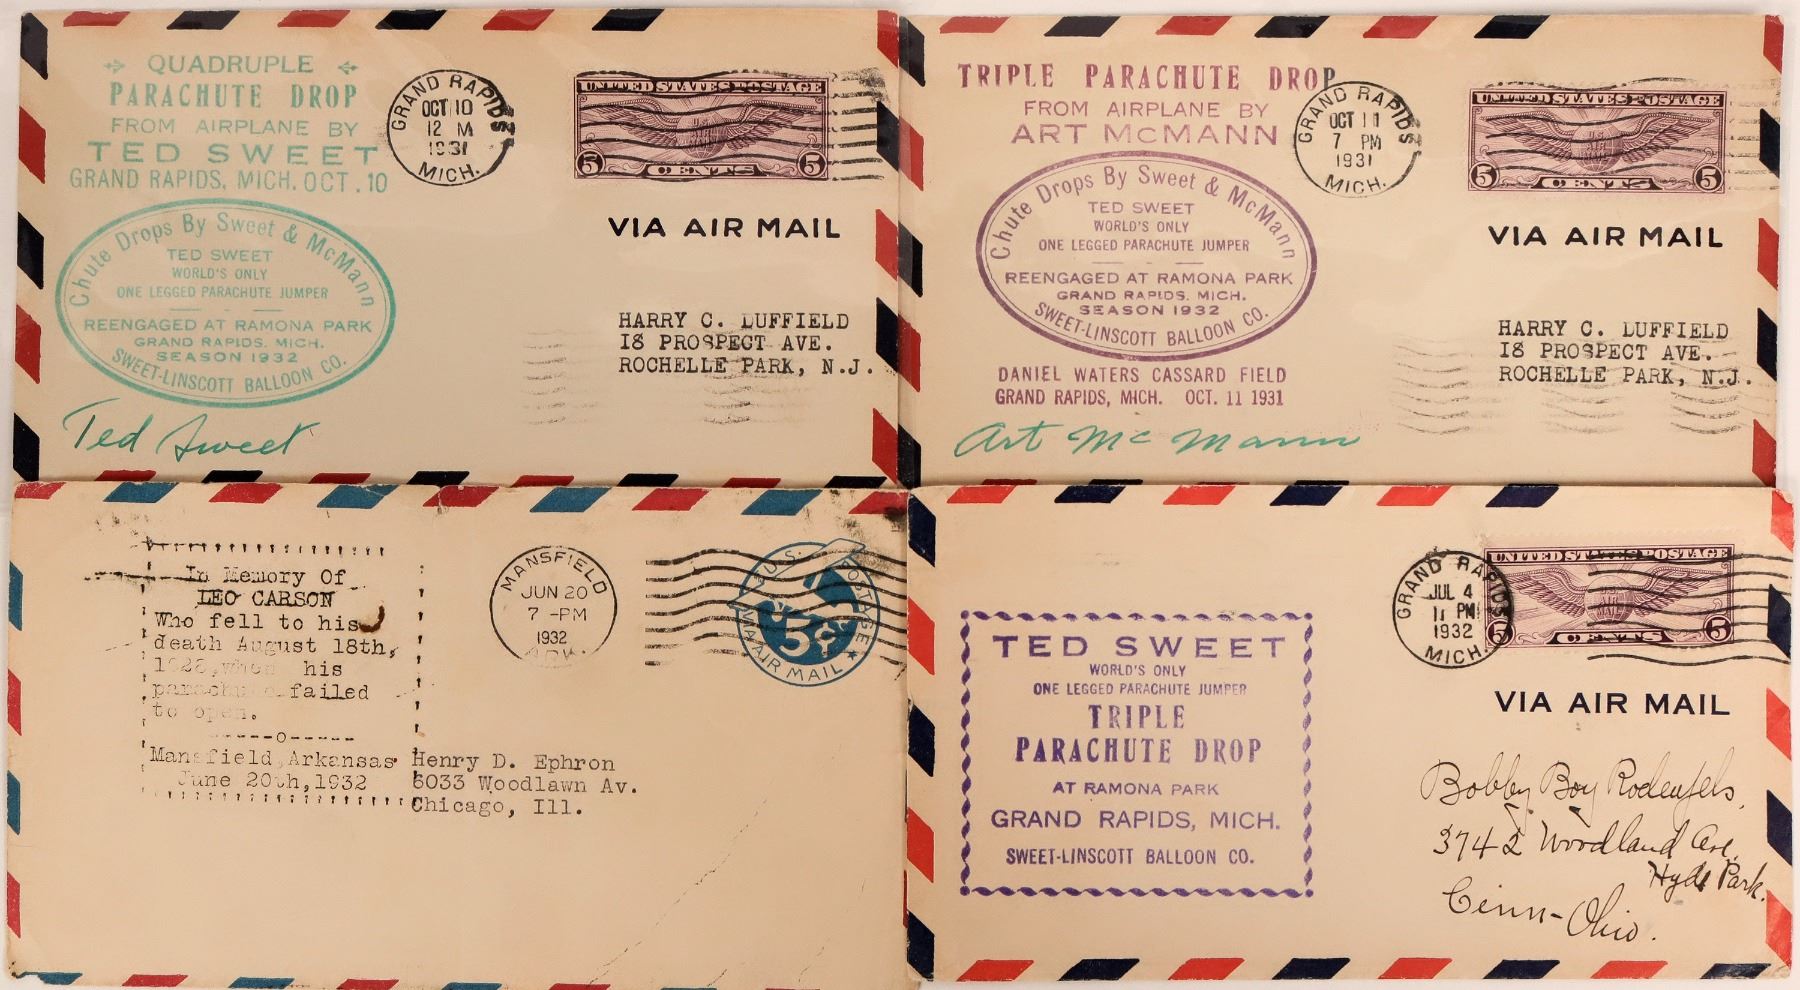 QUADRUPLE
PARACHUTE DROP
FROM AIRPLANE BY
TED SWEET
GRAND RAPIDS, MICH. OCT. 10
Chute Drops By Sweet & McMann
TED SWEET
WORLD'S ONLY
ONE LEGGED PARACHUTE JUMPER
REENGAGED AT RAMONA PARK
GRAND RAPIDS. MICH.
SEASON 1932
SWEET-LINSCOTT BALLOON CO.
Ted Sweet
GRAND RAPIDS
OCT 10
12 M
1931
MICH.
UNITED STATES POSTAGE
U.S.
AIR MAIL
5 CENTS 5
VIA AIR MAIL
HARRY C. LUFFIELD
18 PROSPECT AVE.
ROCHELLE PARK, N.J.
TRIPLE PARACHUTE DROP
FROM AIRPLANE BY
ART McMANN
Chute Drops By Sweet & McMann
TED SWEET
WORLD'S ONLY
ONE LEGGED PARACHUTE JUMPER
REENGAGED AT RAMONA PARK
GRAND RAPIDS. MICH.
SEASON 1932
SWEET-LINSCOTT BALLOON CO.
DANIEL WATERS CASSARD FIELD
GRAND RAPIDS, MICH. OCT. 11 1931
Art McMann
GRAND RAPIDS
OCT 11
7 PM
1931
MICH.
UNITED STATES POSTAGE
U.S.
AIR MAIL
5 CENTS 5
VIA AIR MAIL
HARRY C. LUFFIELD
18 PROSPECT AVE.
ROCHELLE PARK, N.J.
In Memory Of
LEO CARSON
Who fell to his
death August 18th,
when his
parachute failed
to open.
-----o-----
Mansfield, Arkansas
June 20th, 1932
MANSFIELD
JUN 20
7 -PM
1932
ARK.
U.S. POSTAGE
5c
AIR MAIL
Henry D. Ephron
6033 Woodlawn Av.
Chicago, Ill.
TED SWEET
WORLD'S ONLY
ONE LEGGED PARACHUTE JUMPER
TRIPLE
PARACHUTE DROP
AT RAMONA PARK
GRAND RAPIDS, MICH.
SWEET-LINSCOTT BALLOON CO.
GRAND RAPIDS
JUL 4
11 PM
1932
MICH.
UNITED STATES POSTAGE
U.S.
AIR MAIL
5 CENTS 5
VIA AIR MAIL
Bobby Boy Rodenfels,
3742 Woodland Ave,
Hyde Park.
Cinn-Ohio.